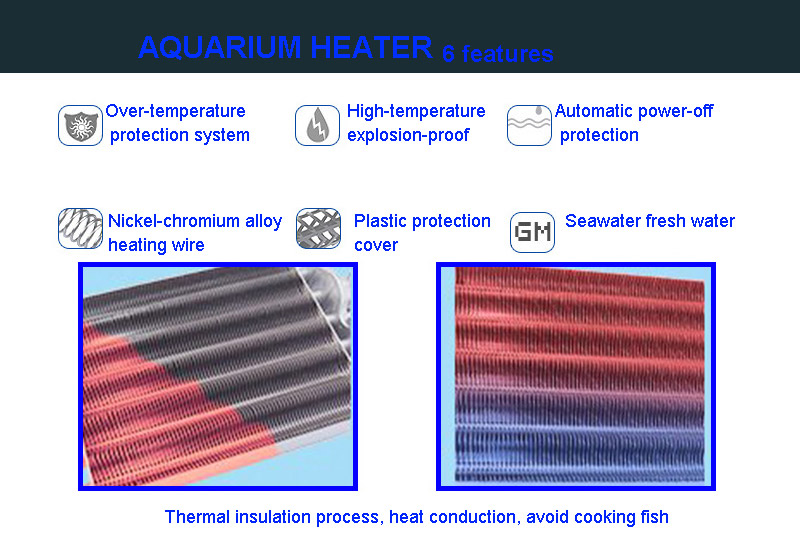 AQUARIUM HEATER 6 features
Over-temperature
protection system
High-temperature
explosion-proof
Automatic power-off
protection
Nickel-chromium alloy
heating wire
Plastic protection
cover
GM
Seawater fresh water
Thermal insulation process, heat conduction, avoid cooking fish